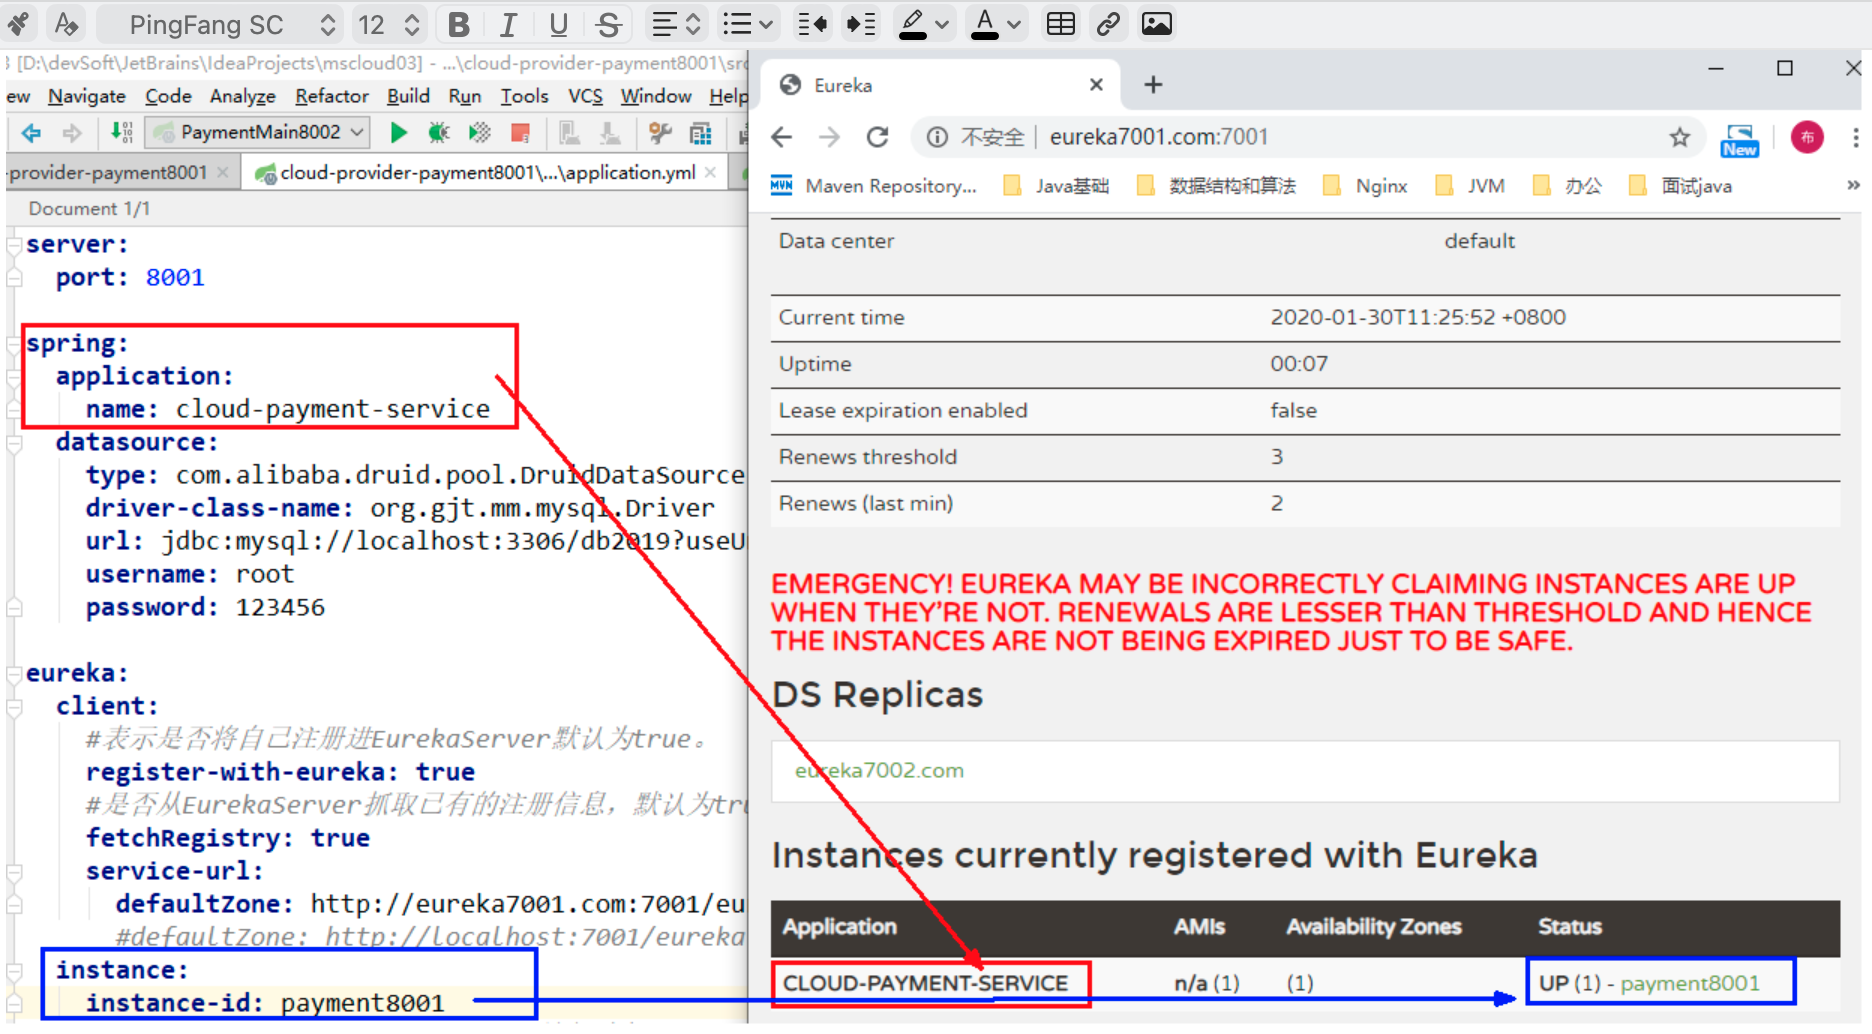 PingFang SC 12 B I U S A
[D:\devSoft\JetBrains\IdeaProjects\mscloud03] - ...\cloud-provider-payment8001\src
ew Navigate Code Analyze Refactor Build Run Tools VCS Window Help
PaymentMain8002
-provider-payment8001 × cloud-provider-payment8001\...\application.yml ×
Document 1/1
server:
port: 8001
spring:
application:
name: cloud-payment-service
datasource:
type: com.alibaba.druid.pool.DruidDataSource
driver-class-name: org.gjt.mm.mysql.Driver
url: jdbc:mysql://localhost:3306/db2019?useU
username: root
password: 123456
eureka:
client:
#表示是否将自己注册进EurekaServer默认为true。
register-with-eureka: true
#是否从EurekaServer抓取已有的注册信息，默认为tru
fetchRegistry: true
service-url:
defaultZone: http://eureka7001.com:7001/eu
#defaultZone: http://localhost:7001/eureka
instance:
instance-id: payment8001
Eureka
不安全 eureka7001.com:7001
New
布
MVN Maven Repository... Java基础 数据结构和算法 Nginx JVM 办公 面试java »
Data center default
Current time 2020-01-30T11:25:52 +0800
Uptime 00:07
Lease expiration enabled false
Renews threshold 3
Renews (last min) 2
EMERGENCY! EUREKA MAY BE INCORRECTLY CLAIMING INSTANCES ARE UP
WHEN THEY'RE NOT. RENEWALS ARE LESSER THAN THRESHOLD AND HENCE
THE INSTANCES ARE NOT BEING EXPIRED JUST TO BE SAFE.
DS Replicas
eureka7002.com
Instances currently registered with Eureka
Application AMIs Availability Zones Status
CLOUD-PAYMENT-SERVICE n/a (1) (1) UP (1) - payment8001